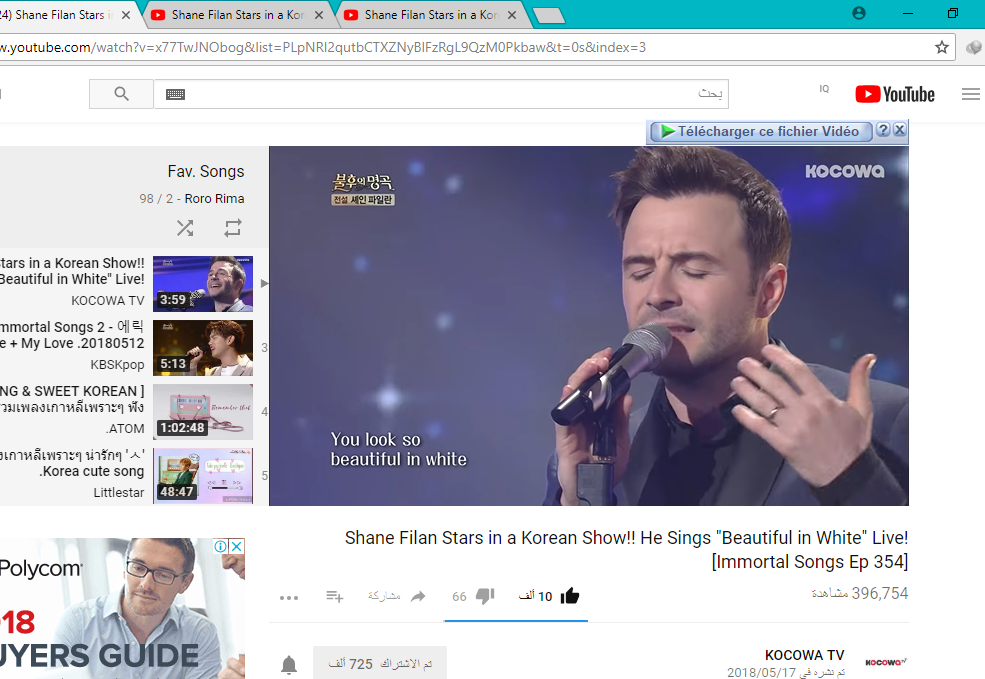 24) Shane Filan Stars i
Shane Filan Stars in a Kor
Shane Filan Stars in a Kor
w.youtube.com/watch?v=x77TwJNObog&list=PLpNRI2qutbCTXZNyBIFzRgL9QzM0Pkbaw&t=0s&index=3
بحث
IQ
YouTube
Télécharger ce fichier Vidéo
Fav. Songs
98 / 2 - Roro Rima
tars in a Korean Show!!
Beautiful in White" Live!
KOCOWA TV
3:59
mmortal Songs 2 - 에릭
e + My Love .20180512
KBSKpop
5:13
3
NG & SWEET KOREAN ]
รวมเพลงเกาหลีเพราะๆ ฟัง
.ATOM
1:02:48
Remember that
4
งเกาหลีเพราะๆ น่ารักๆ 'ㅅ'
.Korea cute song
Littlestar
48:47
5
불후의 명곡
전설 셰인 파일란
KOCOWA
You look so
beautiful in white
Shane Filan Stars in a Korean Show!! He Sings "Beautiful in White" Live!
[Immortal Songs Ep 354]
396,754 مشاهدة
10 ألف
66
مشاركة
KOCOWA TV
تم نشره في 2018/05/17
KOCOWA TV
تم الاشتراك 725 ألف
Polycom
18
UYERS GUIDE